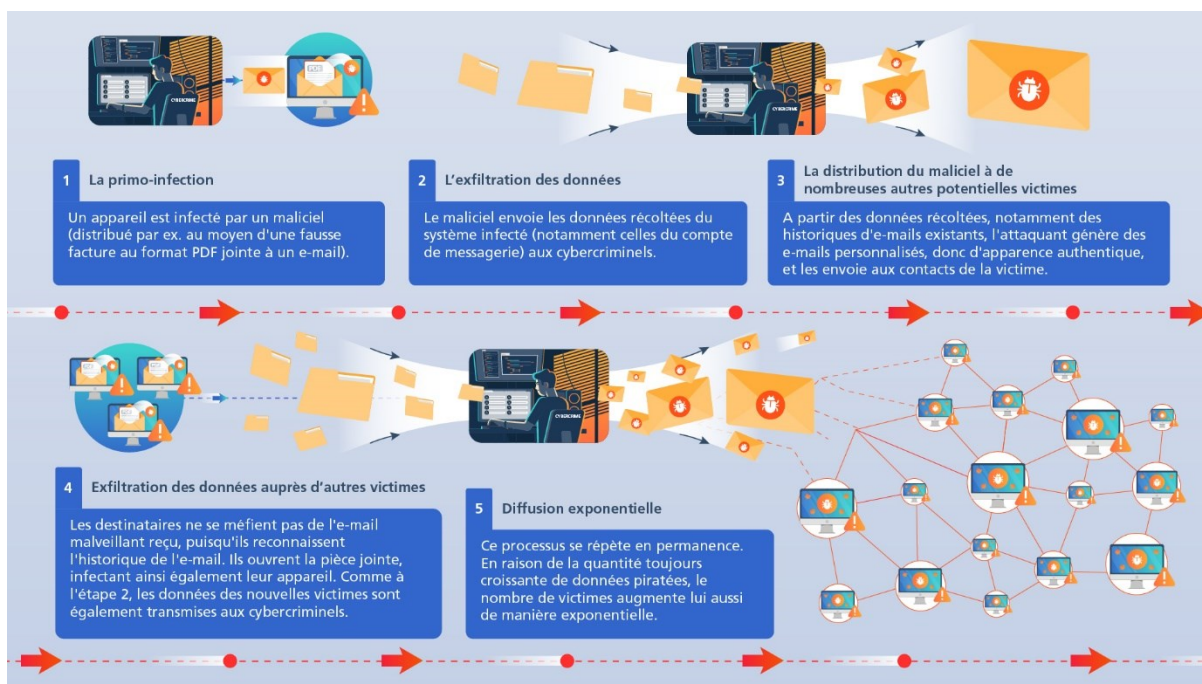 CYBERCRIME
PDF
CYBERCRIME
1 La primo-infection
Un appareil est infecté par un maliciel
(distribué par ex. au moyen d'une fausse
facture au format PDF jointe à un e-mail).
2 L’exfiltration des données
Le maliciel envoie les données récoltées du
système infecté (notamment celles du compte
de messagerie) aux cybercriminels.
3 La distribution du maliciel à de
nombreuses autres potentielles victimes
A partir des données récoltées, notamment des
historiques d'e-mails existants, l'attaquant génère des
e-mails personnalisés, donc d'apparence authentique,
et les envoie aux contacts de la victime.
CYBERCRIME
4 Exfiltration des données auprès d’autres victimes
Les destinataires ne se méfient pas de l'e-mail
malveillant reçu, puisqu'ils reconnaissent
l'historique de l'e-mail. Ils ouvrent la pièce jointe,
infectant ainsi également leur appareil. Comme à
l'étape 2, les données des nouvelles victimes sont
également transmises aux cybercriminels.
5 Diffusion exponentielle
Ce processus se répète en permanence.
En raison de la quantité toujours
croissante de données piratées, le
nombre de victimes augmente lui aussi
de manière exponentielle.